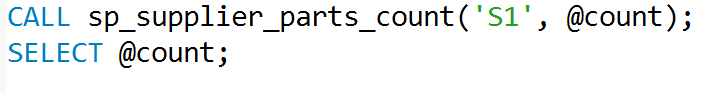 CALL sp_supplier_parts_count('S1', @count);
SELECT @count;